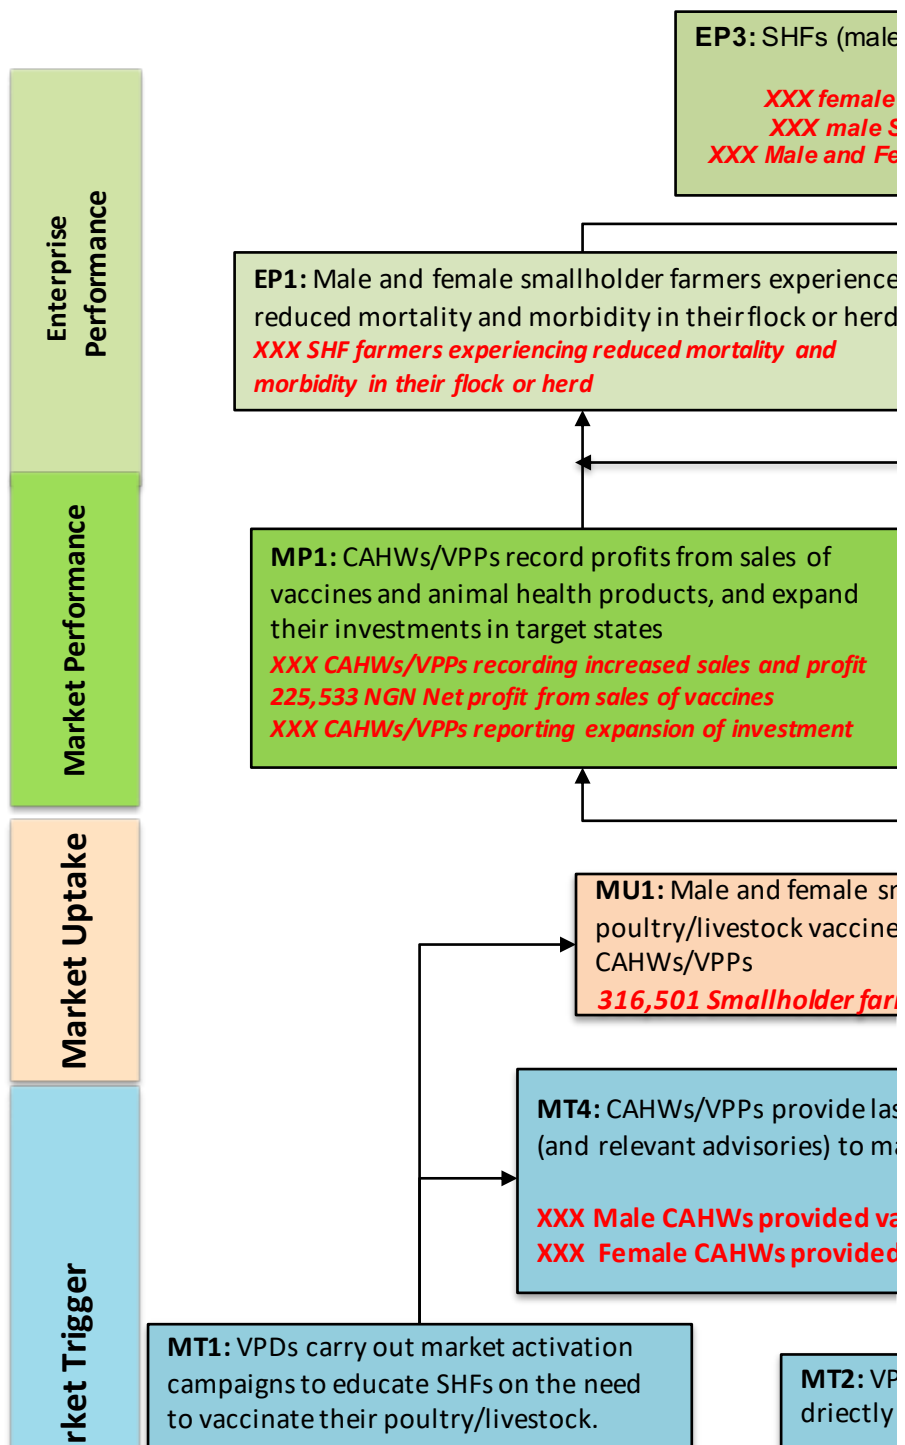 EP3: SHFs (male
XXX female
XXX male S
XXX Male and Fe
Enterprise
Performance
EP1: Male and female smallholder farmers experience
reduced mortality and morbidity in their flock or herd
XXX SHF farmers experiencing reduced mortality and
morbidity in their flock or herd
Market Performance
MP1: CAHWs/VPPs record profits from sales of
vaccines and animal health products, and expand
their investments in target states
XXX CAHWs/VPPs recording increased sales and profit
225,533 NGN Net profit from sales of vaccines
XXX CAHWs/VPPs reporting expansion of investment
Market Uptake
MU1: Male and female sm
poultry/livestock vaccine
CAHWs/VPPs
316,501 Smallholder far
MT4: CAHWs/VPPs provide las
(and relevant advisories) to ma
XXX Male CAHWs provided va
XXX Female CAHWs provided
rket Trigger
MT1: VPDs carry out market activation
campaigns to educate SHFs on the need
to vaccinate their poultry/livestock.
MT2: VP
driectly